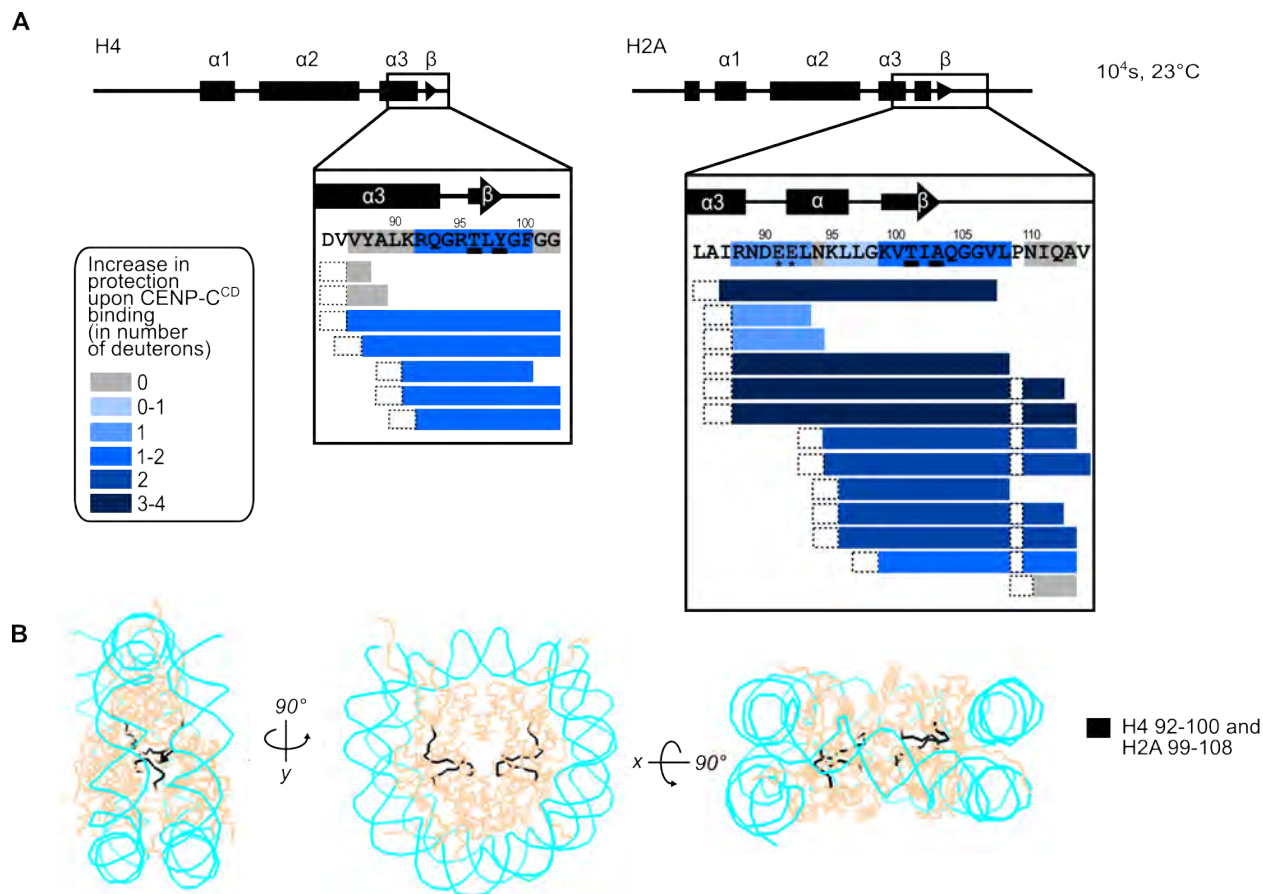 A
H4
α1 α2 α3 β
H2A
α1 α2 α3 β
10⁴s, 23°C
α3 β
90 95 100
DVVYALKRQGRTLYGFGG
α3 α β
90 95 100 105 110
LAIRNDEELNKLLGKVTIAQGGVLPNIQAV
* *
Increase in
protection
upon CENP-Cᶜᴰ
binding
(in number
of deuterons)
0
0-1
1
1-2
2
3-4
B
90°
y
x 90°
H4 92-100 and
H2A 99-108